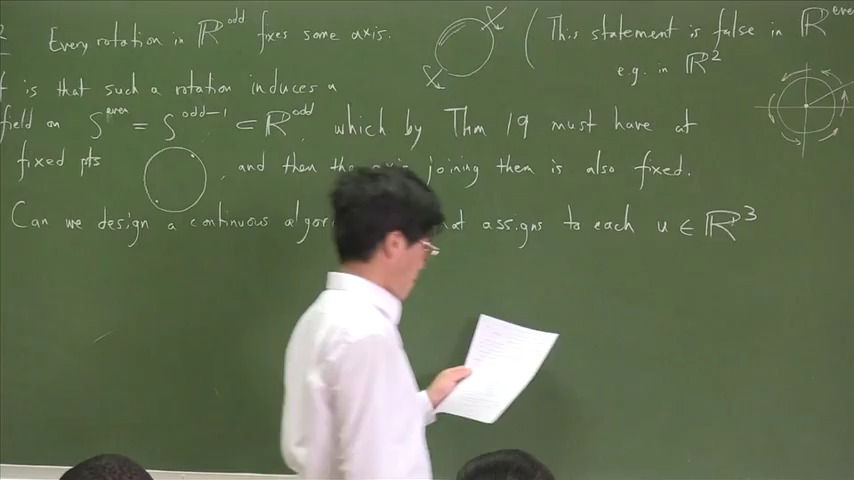 Every rotation in ℝ^odd fixes some axis. (This statement is false in ℝ^even
e.g. in ℝ²
is that such a rotation induces a
field on S^even = S^odd-1 ⊂ ℝ^odd, which by Thm 19 must have at
fixed pts , and then the axis joining them is also fixed.
Can we design a continuous algor at assigns to each u ∈ ℝ³